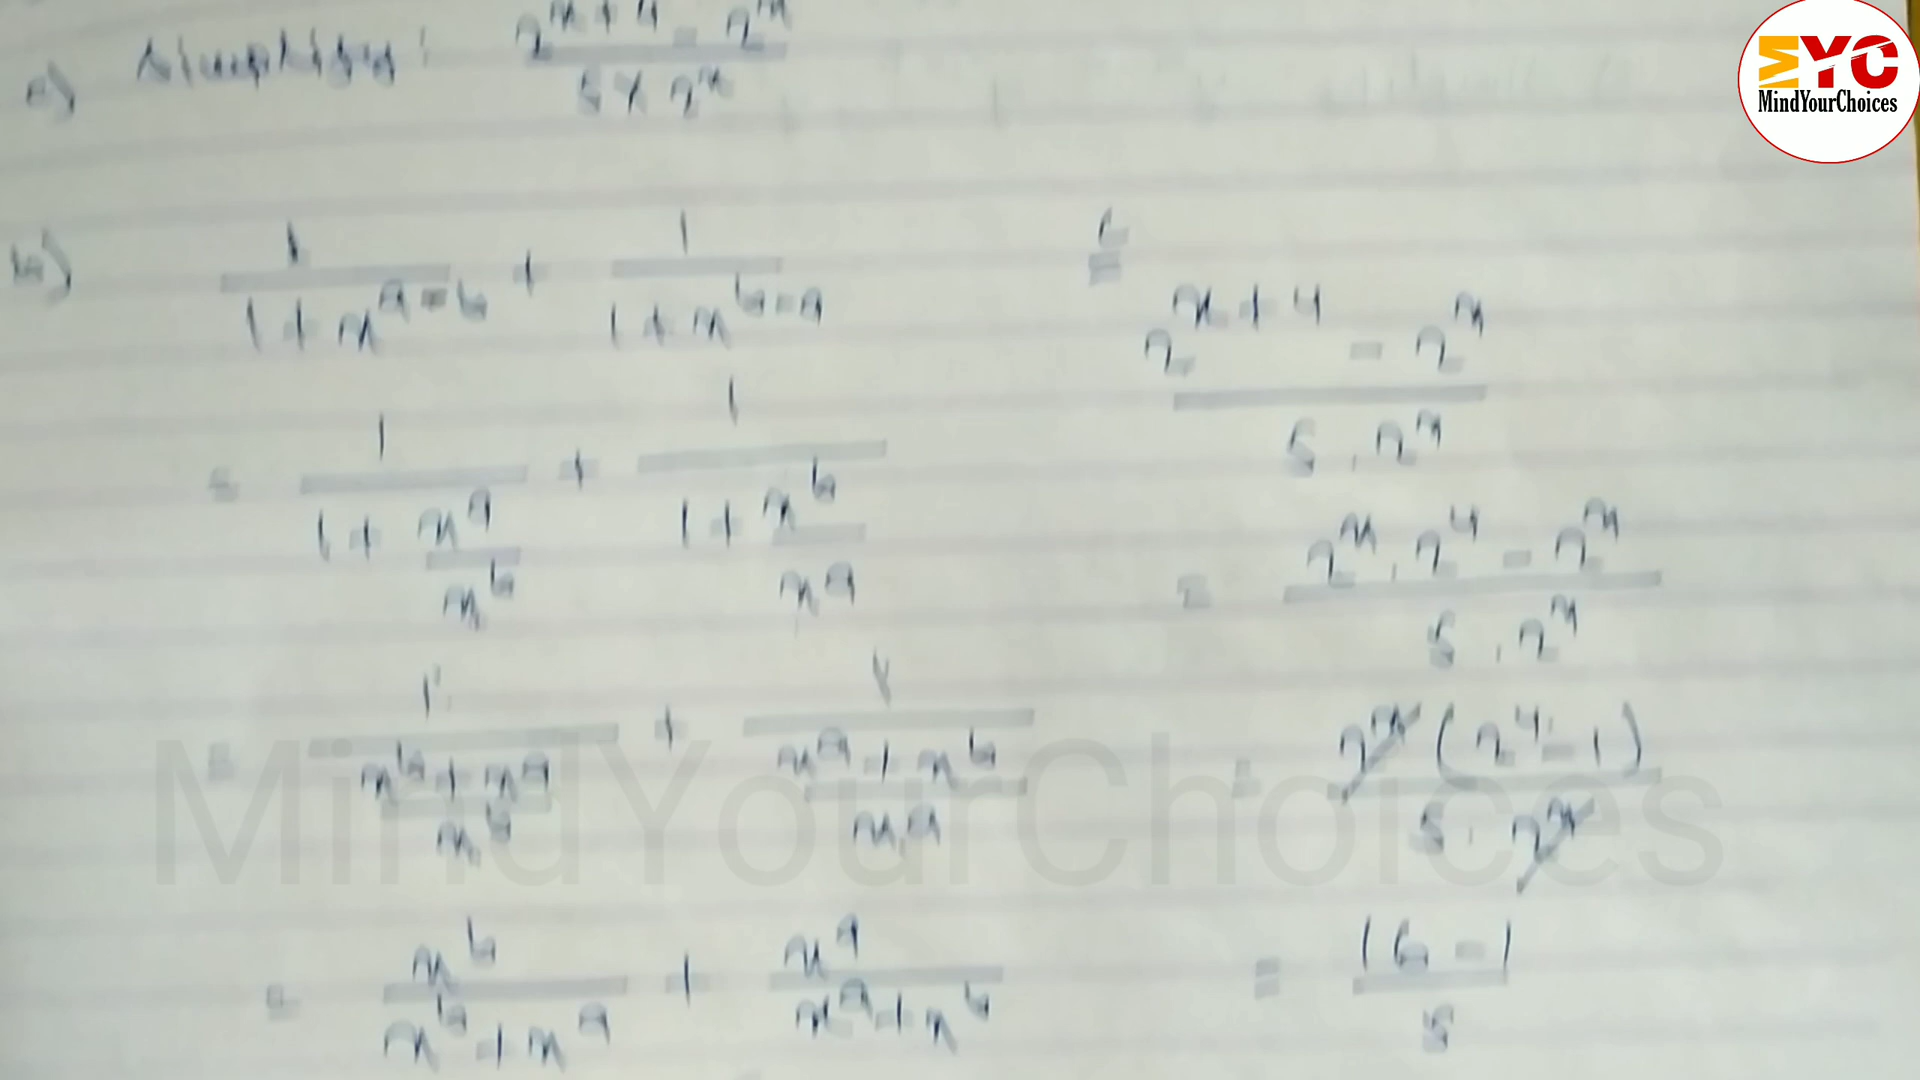 c) Simplify: (2^(x+4) - 2^x) / (5 × 2^x)
MYC
MindYourChoices
b) 1/(1+x^(a-b)) + 1/(1+x^(b-a))
= 1/(1+x^a/x^b) + 1/(1+x^b/x^a)
= 1/((x^b+x^a)/x^b) + 1/((x^a+x^b)/x^a)
= x^b/(x^b+x^a) + x^a/(x^a+x^b)
c
= (2^(x+4) - 2^x) / (5 . 2^x)
= (2^x . 2^4 - 2^x) / (5 . 2^x)
= 2^x (2^4 - 1) / (5 . 2^x)
= (16 - 1) / 5
MindYourChoices